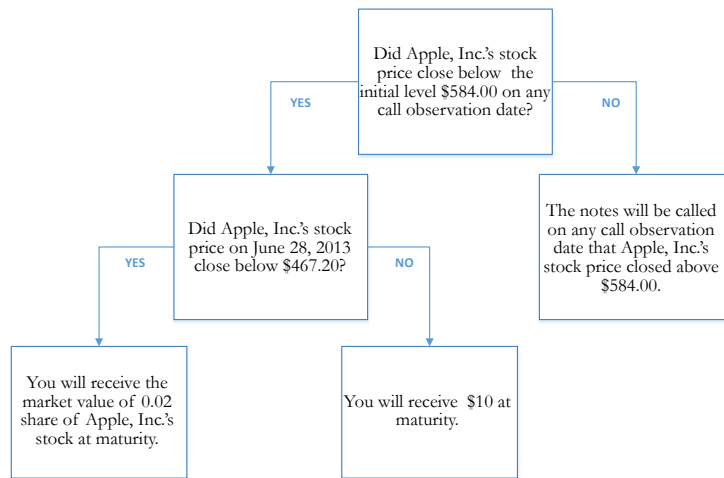 Did Apple, Inc.'s stock
price close below the
initial level $584.00 on any
call observation date?
YES
NO
Did Apple, Inc.'s stock
price on June 28, 2013
close below $467.20?
The notes will be called
on any call observation
date that Apple, Inc.'s
stock price closed above
$584.00.
YES
NO
You will receive the
market value of 0.02
share of Apple, Inc.'s
stock at maturity.
You will receive $10 at
maturity.